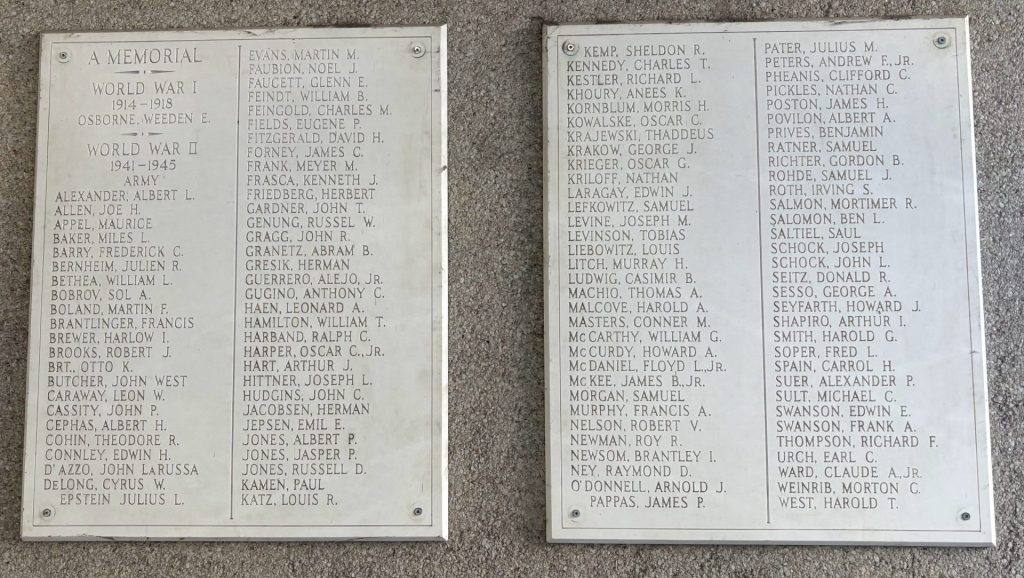 A MEMORIAL
WORLD WAR I
1914-1918
OSBORNE, WEEDEN E.
WORLD WAR II
1941-1945
ARMY
ALEXANDER, ALBERT L.
ALLEN, JOE H.
APPEL, MAURICE
BAKER, MILES L.
BARRY, FREDERICK C.
BERNHEIM, JULIEN R.
BETHEA, WILLIAM L.
BOBROV, SOL A.
BOLAND, MARTIN F.
BRANTLINGER, FRANCIS
BREWER, HARLOW I.
BROOKS, ROBERT J.
BRT, OTTO K.
BUTCHER, JOHN WEST
CARAWAY, LEON W.
CASSITY, JOHN P.
CEPHAS, ALBERT H.
COHIN, THEODORE R.
CONNLEY, EDWIN H.
D'AZZO, JOHN LARUSSA
DELONG, CYRUS W.
EPSTEIN JULIUS L.
EVANS, MARTIN M.
FAUBION, NOEL J.
FAUCETT, GLENN E.
FEINDT, WILLIAM B.
FEINGOLD, CHARLES M.
FIELDS, EUGENE P.
FITZGERALD, DAVID H.
FORNEY, JAMES C.
FRANK, MEYER M.
FRASCA, KENNETH J.
FRIEDBERG, HERBERT
GARDNER, JOHN T.
GENUNG, RUSSEL W.
GRAGG, JOHN R.
GRANETZ, ABRAM B.
GRESIK, HERMAN
GUERRERO, ALEJO, JR.
GUGINO, ANTHONY C.
HAEN, LEONARD A.
HAMILTON, WILLIAM T.
HARBAND, RALPH C.
HARPER, OSCAR C., JR.
HART, ARTHUR J.
HITTNER, JOSEPH L.
HUDGINS, JOHN C.
JACOBSEN, HERMAN
JEPSEN, EMIL E.
JONES, ALBERT P.
JONES, JASPER P.
JONES, RUSSELL D.
KAMEN, PAUL
KATZ, LOUIS R.
KEMP, SHELDON R.
KENNEDY, CHARLES T.
KESTLER, RICHARD L.
KHOURY, ANEES K.
KORNBLUM, MORRIS H.
KOWALSKE, OSCAR C.
KRAJEWSKI, THADDEUS
KRAKOW, GEORGE J.
KRIEGER, OSCAR G.
KRILOFF, NATHAN
LARAGAY, EDWIN J.
LEFKOWITZ, SAMUEL
LEVINE, JOSEPH M.
LEVINSON, TOBIAS
LIEBOWITZ, LOUIS
LITCH, MURRAY H.
LUDWIG, CASIMIR B.
MACHIO, THOMAS A.
MALCOVE, HAROLD A.
MASTERS, CONNER M.
McCARTHY, WILLIAM G.
McCURDY, HOWARD A.
McDANIEL, FLOYD L., JR.
McKEE, JAMES B., JR.
MORGAN, SAMUEL
MURPHY, FRANCIS A.
NELSON, ROBERT V.
NEWMAN, ROY R.
NEWSOM, BRANTLEY I.
NEY, RAYMOND D.
O'DONNELL, ARNOLD J.
PAPPAS, JAMES P.
PATER, JULIUS M.
PETERS, ANDREW F., JR.
PHEANIS, CLIFFORD C.
PICKLES, NATHAN C.
POSTON, JAMES H.
POVILON, ALBERT A.
PRIVES, BENJAMIN
RATNER, SAMUEL
RICHTER, GORDON B.
ROHDE, SAMUEL J.
ROTH, IRVING S.
SALMON, MORTIMER R.
SALOMON, BEN L.
SALTIEL, SAUL
SCHOCK, JOSEPH
SCHOCK, JOHN L.
SEITZ, DONALD R.
SESSO, GEORGE A.
SEYFARTH, HOWARD J.
SHAPIRO, ARTHUR I.
SMITH, HAROLD G.
SOPER, FRED L.
SPAIN, CARROL H.
SUER, ALEXANDER P.
SULT, MICHAEL C.
SWANSON, EDWIN E.
SWANSON, FRANK A.
THOMPSON, RICHARD F.
URCH, EARL C.
WARD, CLAUDE A., JR.
WEINRIB, MORTON C.
WEST, HAROLD T.